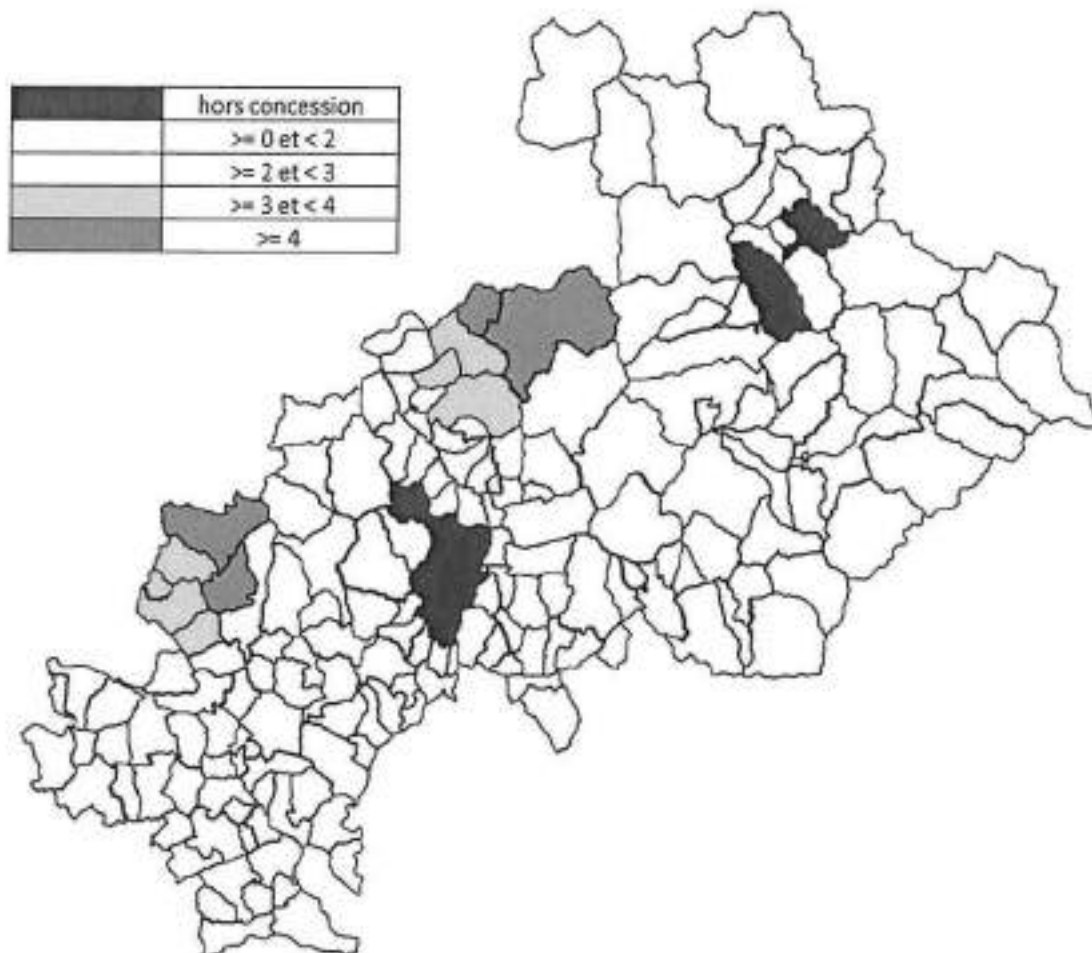 hors concession
>= 0 et < 2
>= 2 et < 3
>= 3 et < 4
>= 4